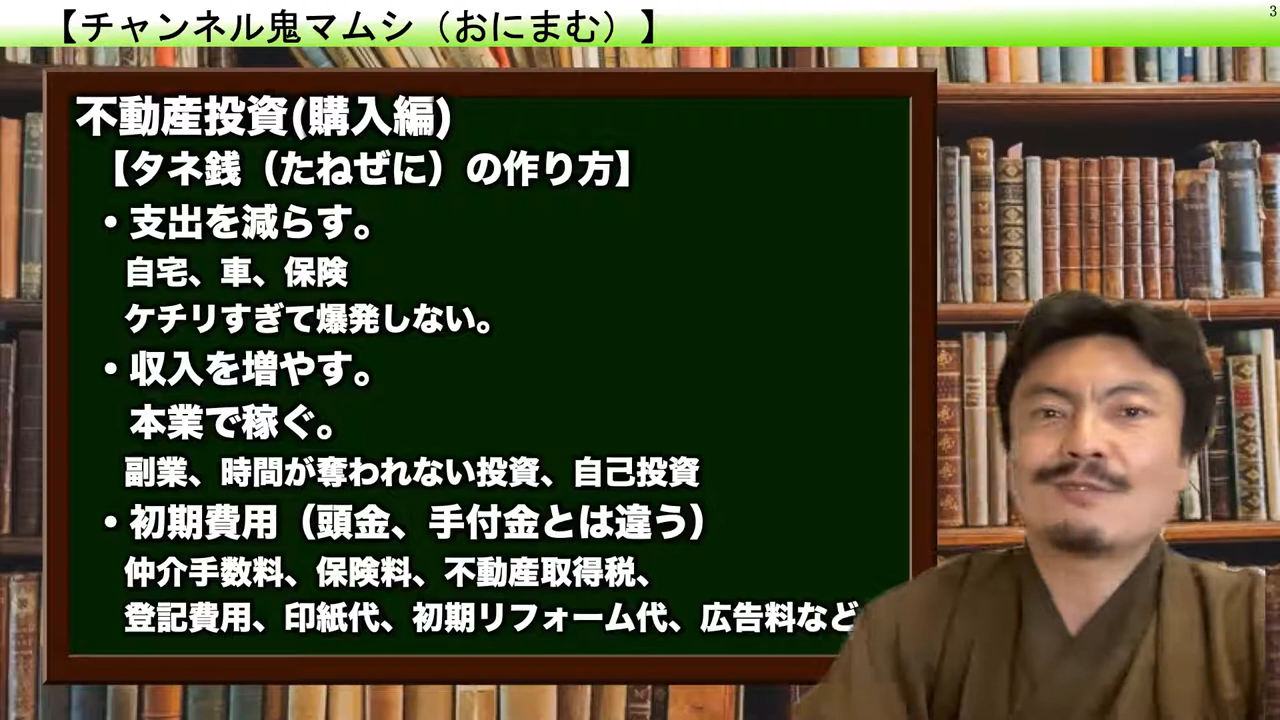 【チャンネル鬼マムシ（おにまむ）】
3
不動産投資(購入編)
【タネ銭（たねぜに）の作り方】
・支出を減らす。
自宅、車、保険
ケチリすぎて爆発しない。
・収入を増やす。
本業で稼ぐ。
副業、時間が奪われない投資、自己投資
・初期費用（頭金、手付金とは違う）
仲介手数料、保険料、不動産取得税、
登記費用、印紙代、初期リフォーム代、広告料など